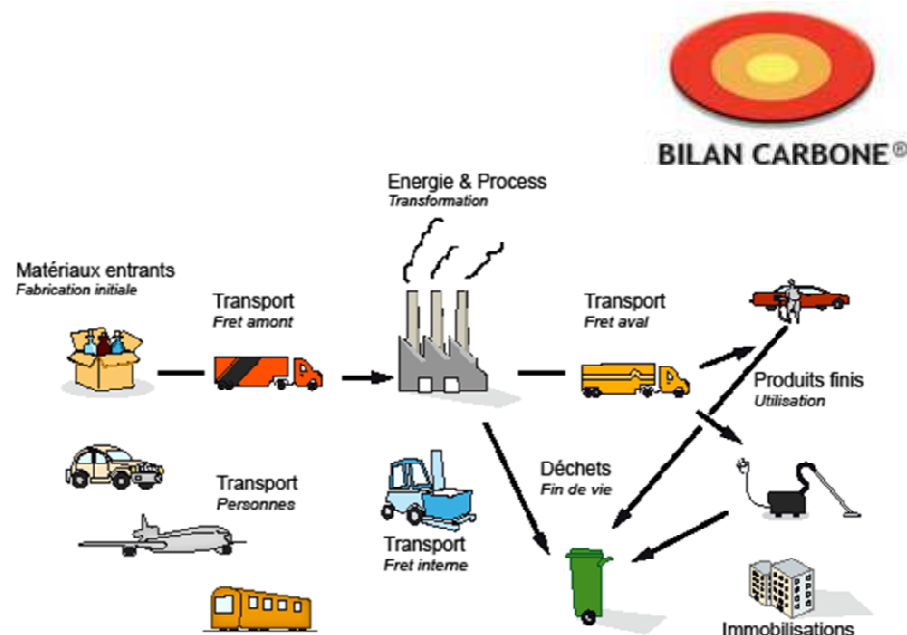 BILAN CARBONE®
Energie & Process
Transformation
Matériaux entrants
Fabrication initiale
Transport
Fret amont
Transport
Fret aval
Produits finis
Utilisation
Déchets
Fin de vie
Transport
Personnes
Transport
Fret interne
Immobilisations